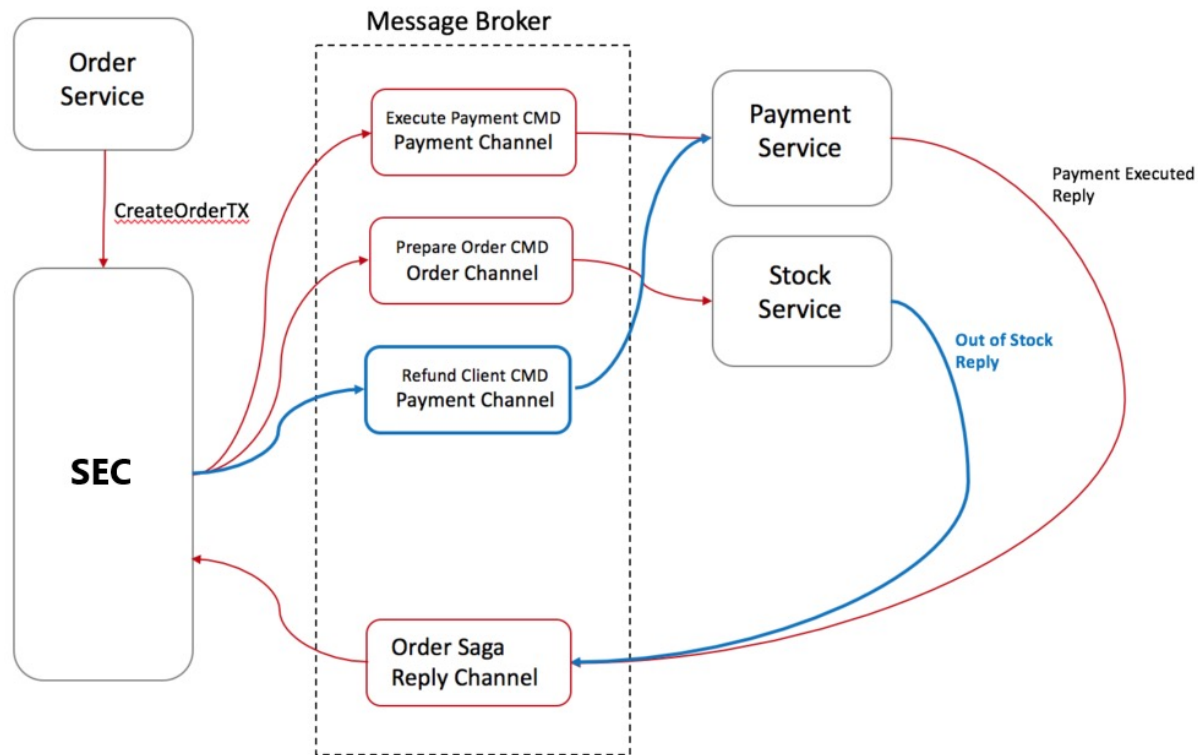 Message Broker
Order
Service
CreateOrderTX
SEC
Execute Payment CMD
Payment Channel
Prepare Order CMD
Order Channel
Refund Client CMD
Payment Channel
Order Saga
Reply Channel
Payment
Service
Stock
Service
Payment Executed
Reply
Out of Stock
Reply